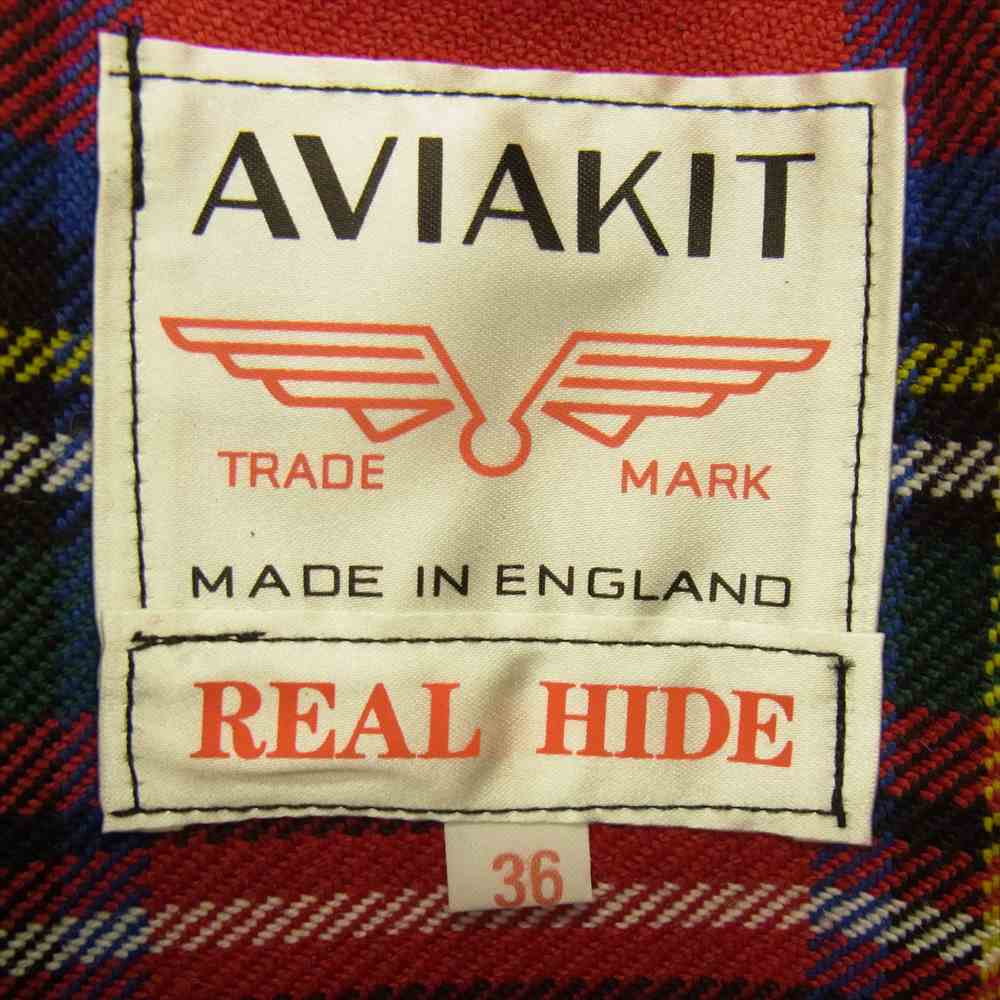 AVIAKIT
TRADE MARK
MADE IN ENGLAND
REAL HIDE
36